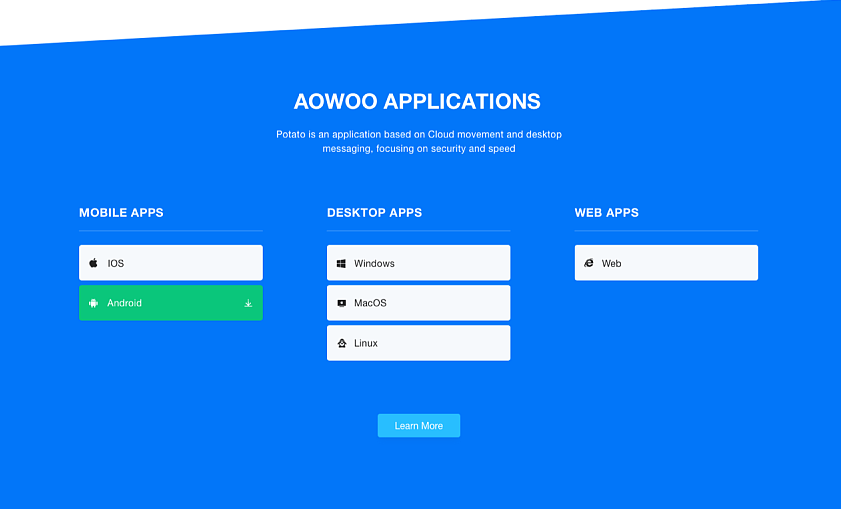 AOWOO APPLICATIONS
Potato is an application based on Cloud movement and desktop
messaging, focusing on security and speed
MOBILE APPS
IOS
Android
DESKTOP APPS
Windows
MacOS
Linux
WEB APPS
Web
Learn More